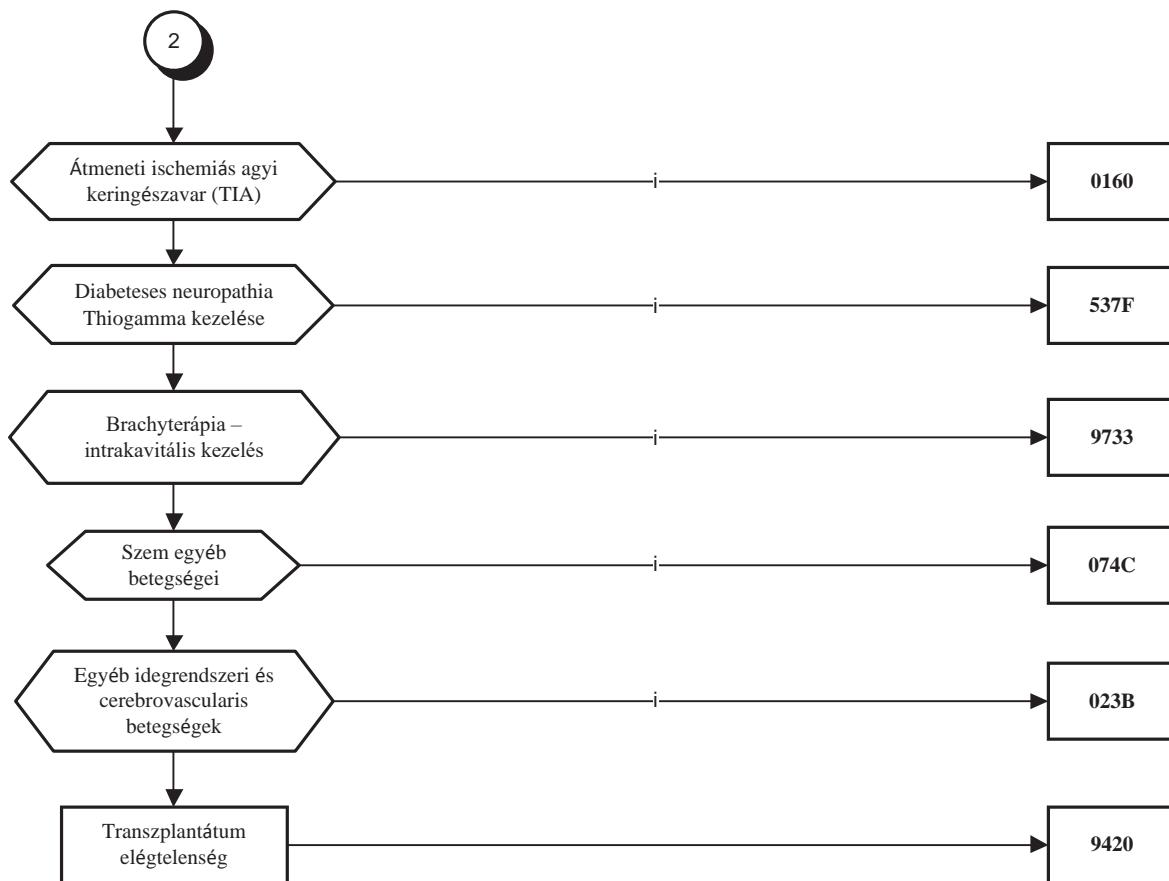 2
Átmeneti ischemiás agyi
keringészavar (TIA)
i
0160
Diabeteses neuropathia
Thiogamma kezelése
i
537F
Brachyterápia –
intrakavitális kezelés
i
9733
Szem egyéb
betegségei
i
074C
Egyéb idegrendszeri és
cerebrovascularis
betegségek
i
023B
Transzplantátum
elégtelenség
9420